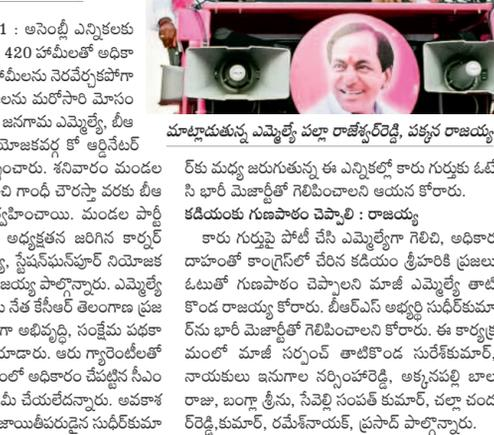 1 : అసెంబ్లీ ఎన్నికలకు
420 హామీలతో అధికా
హామీలను నెరవేర్చకపోగా
లను మరోసారి మోసం
జనగామ ఎమ్మెల్యే, బీఆ
యోజకవర్గ కో ఆర్డినేటర్
చారు. శనివారం మండల
చి గాంధీ చౌరస్తా వరకు బీఆ
ర్వహించాయి. మండల పార్టీ
అధ్యక్షతన జరిగిన కార్నర్
స్టేషన్‌ఘన్‌పూర్ నియోజక
జయ్య పాల్గొన్నారు. ఎమ్మెల్యే
నేత కేసీఆర్ తెలంగాణ ప్రజ
గా అభివృద్ధి, సంక్షేమ పథకా
డారు. ఆరు గ్యారెంటీలతో
లో అధికారం చేపట్టిన సీఎం
మీ చేయలేదన్నారు. అవకాశ
జాయితీపరుడైన సుధీర్‌కుమా
మాట్లాడుతున్న ఎమ్మెల్యే పల్లా రాజేశ్వర్‌రెడ్డి, పక్కన రాజయ్య
ర్‌కు మధ్య జరుగుతున్న ఈ ఎన్నికల్లో కారు గుర్తుకు ఓటే
సి భారీ మెజార్టీతో గెలిపించాలని ఆయన కోరారు.
కడియంకు గుణపాఠం చెప్పాలి : రాజయ్య
కారు గుర్తుపై పోటీ చేసి ఎమ్మెల్యేగా గెలిచి, అధికార
దాహంతో కాంగ్రెస్‌లో చేరిన కడియం శ్రీహరికి ప్రజలు
ఓటుతో గుణపాఠం చెప్పాలని మాజీ ఎమ్మెల్యే తాటి
కొండ రాజయ్య కోరారు. బీఆర్ఎస్ అభ్యర్థి సుధీర్‌కుమా
ర్‌ను భారీ మెజార్టీతో గెలిపించాలని కోరారు. ఈ కార్యక్ర
మంలో మాజీ సర్పంచ్ తాటికొండ సురేశ్‌కుమార్,
నాయకులు ఇనుగాల నర్సింహారెడ్డి, అక్కనపల్లి బాల
రాజు, బంగ్లా శ్రీను, సేవెల్లి సంపత్ కుమార్, చల్లా చంద
ర్‌రెడ్డి,కుమార్, రమేశ్‌నాయక్, ప్రసాద్ పాల్గొన్నారు.